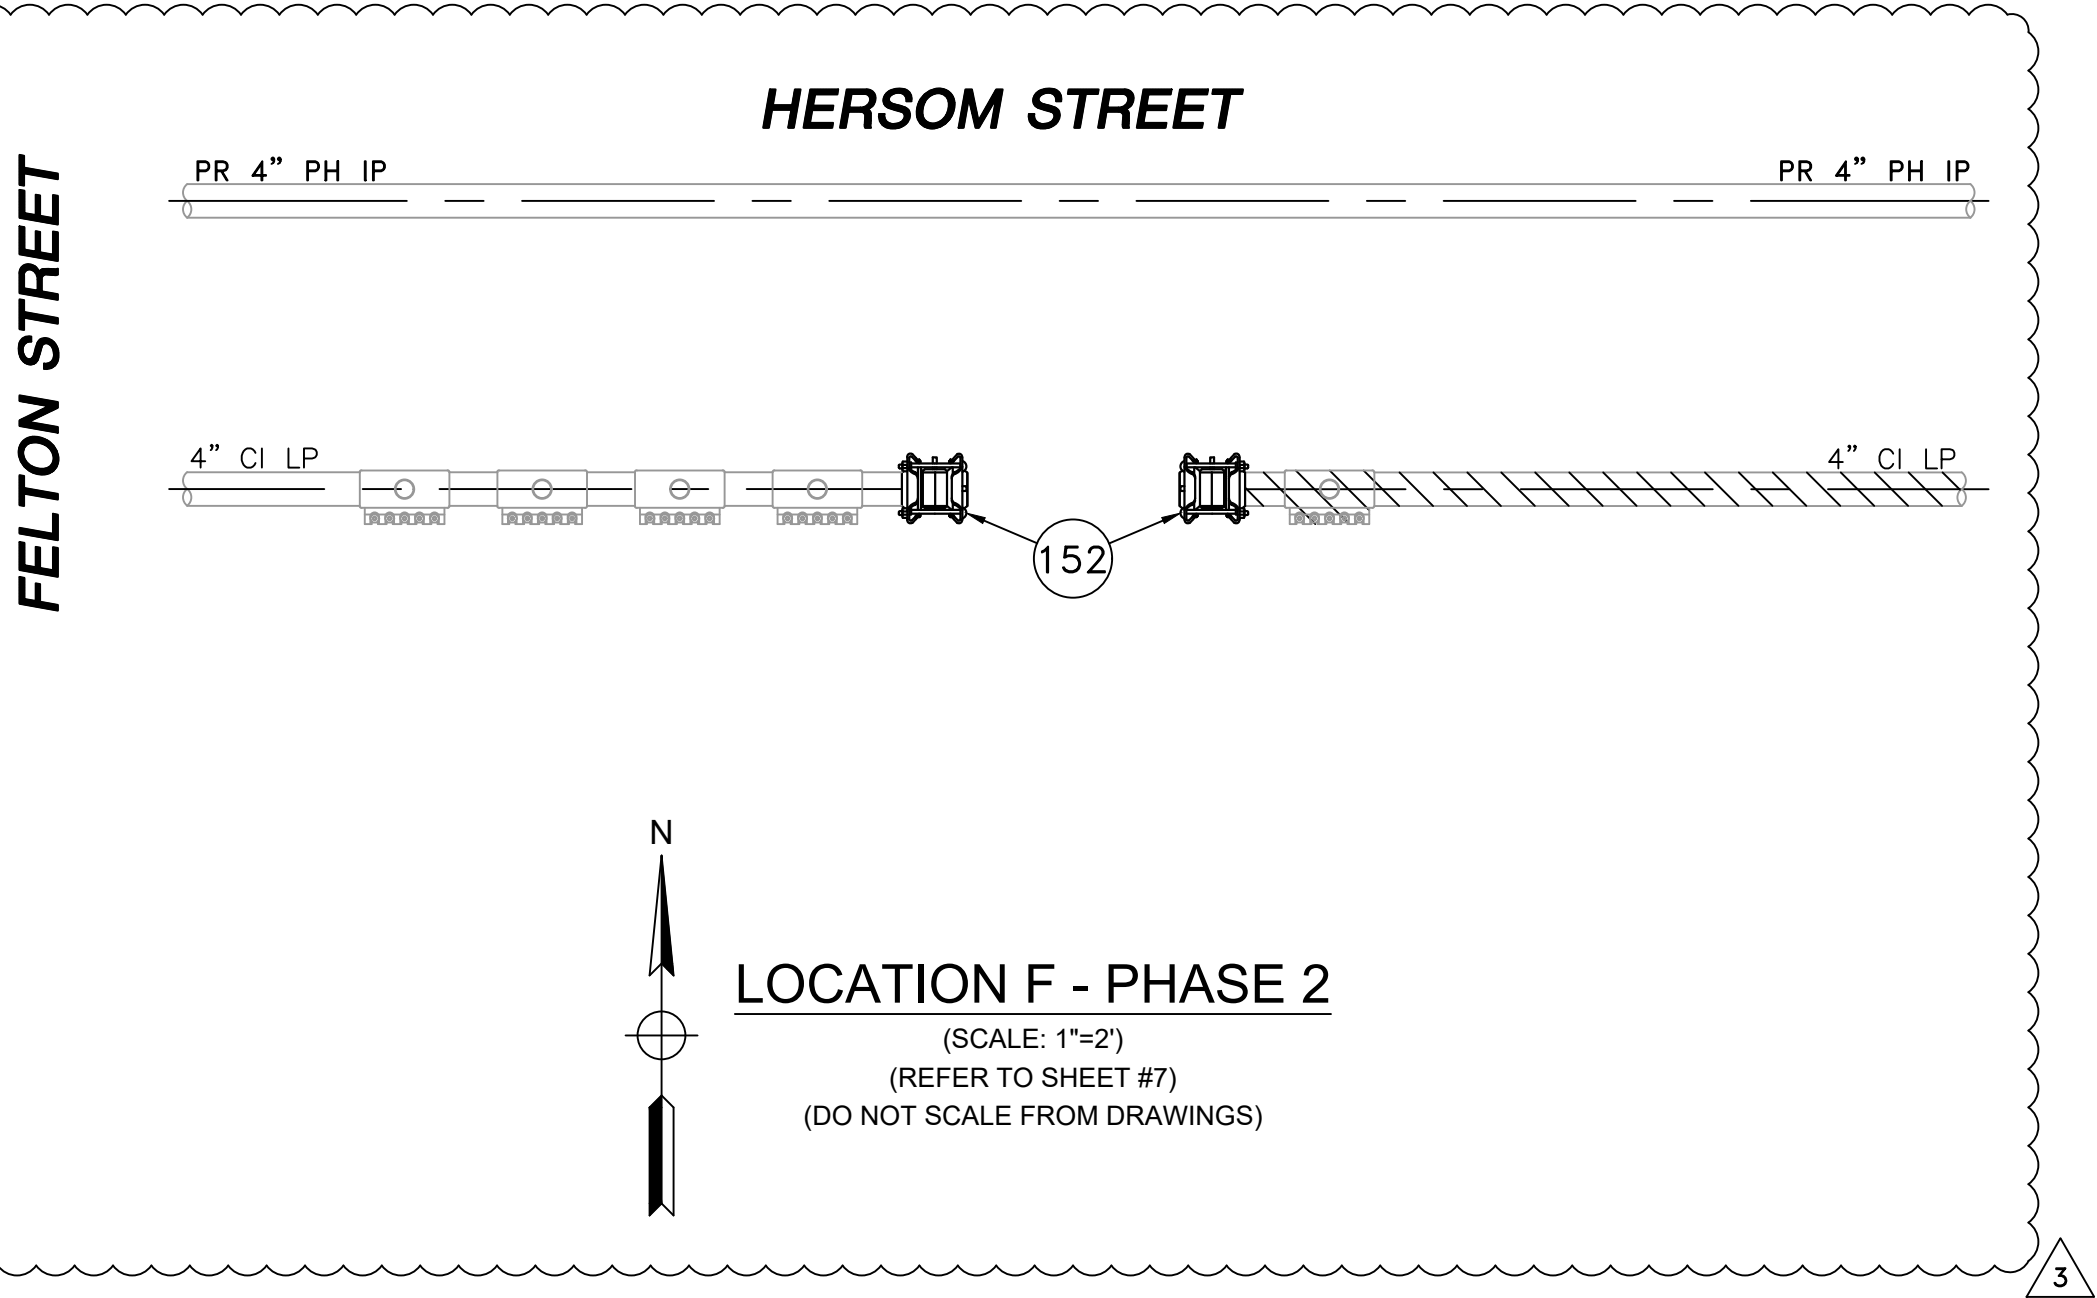 HERSOM STREET
FELTON STREET
PR 4" PH IP
PR 4" PH IP
4" CI LP
4" CI LP
152
N
LOCATION F - PHASE 2
(SCALE: 1"=2')
(REFER TO SHEET #7)
(DO NOT SCALE FROM DRAWINGS)
3